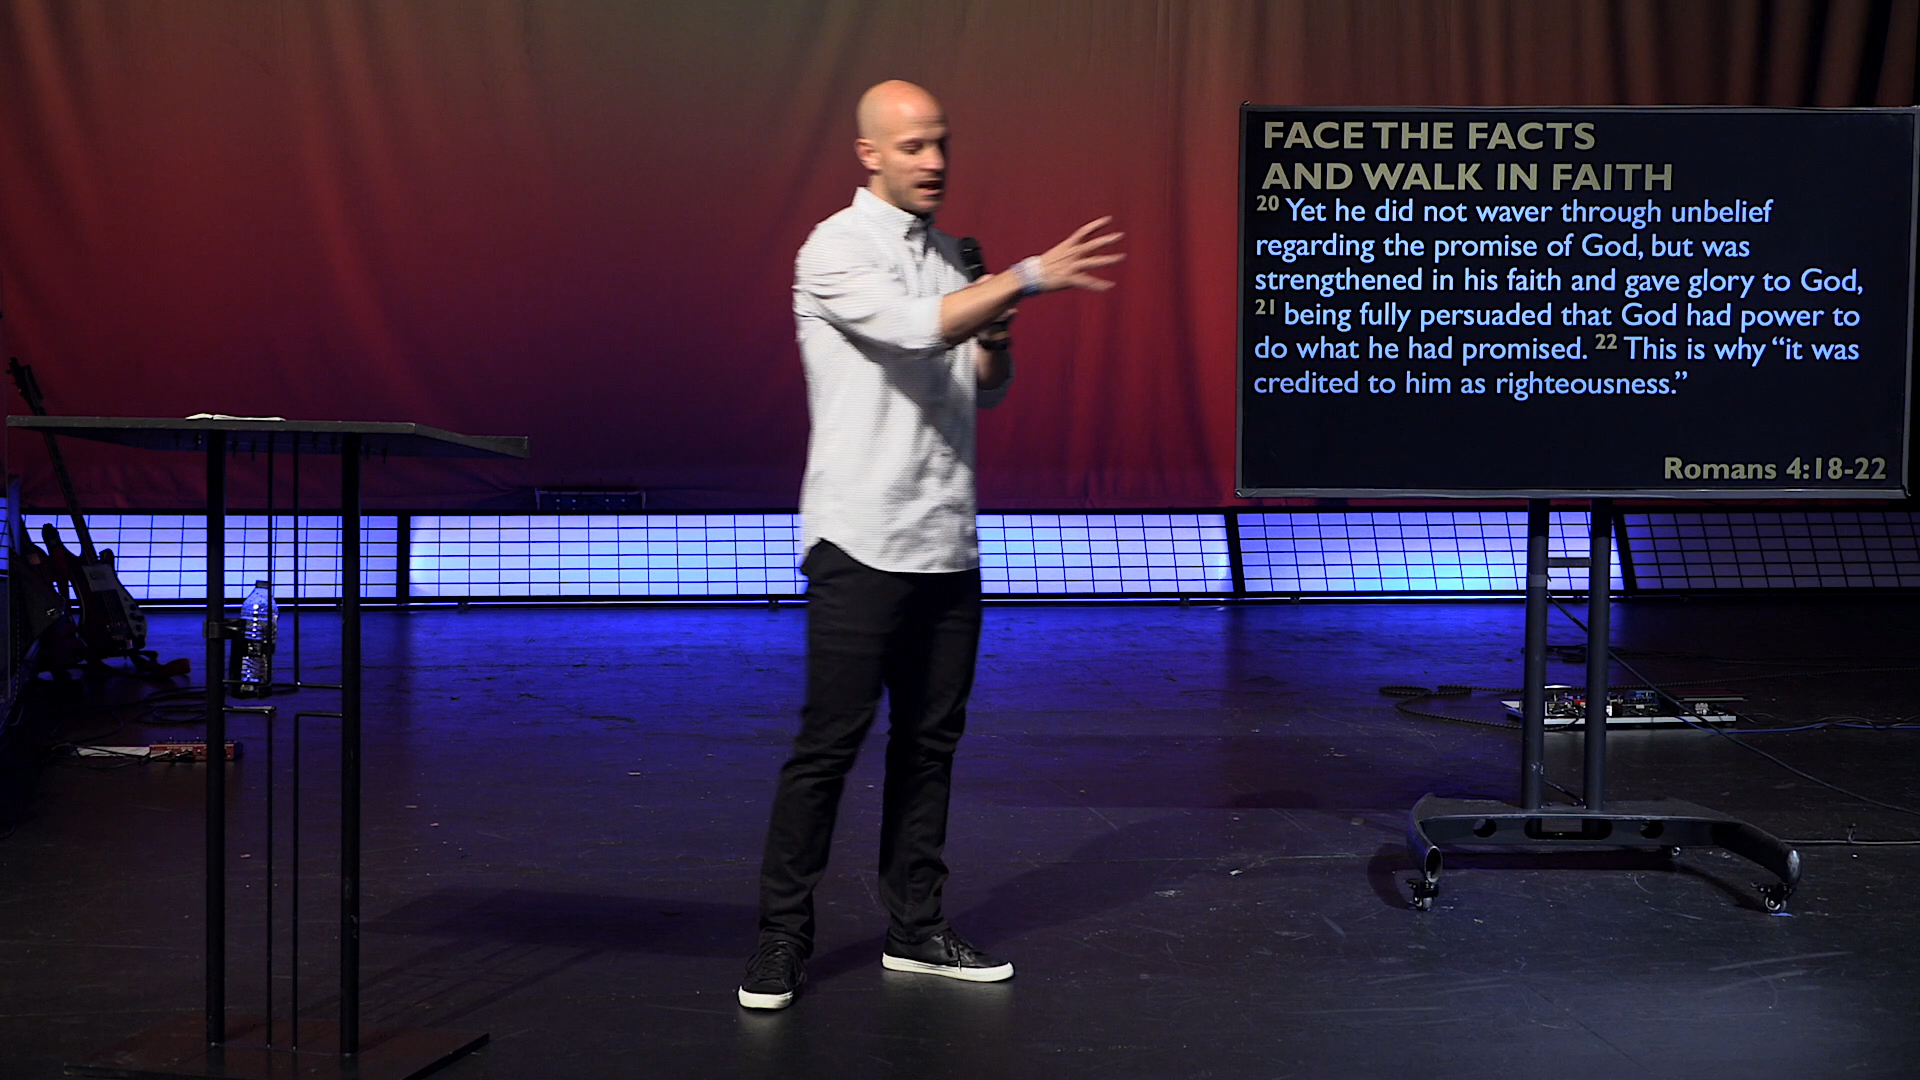 FACE THE FACTS
AND WALK IN FAITH
20 Yet he did not waver through unbelief
regarding the promise of God, but was
strengthened in his faith and gave glory to God,
21 being fully persuaded that God had power to
do what he had promised. 22 This is why “it was
credited to him as righteousness.”
Romans 4:18-22